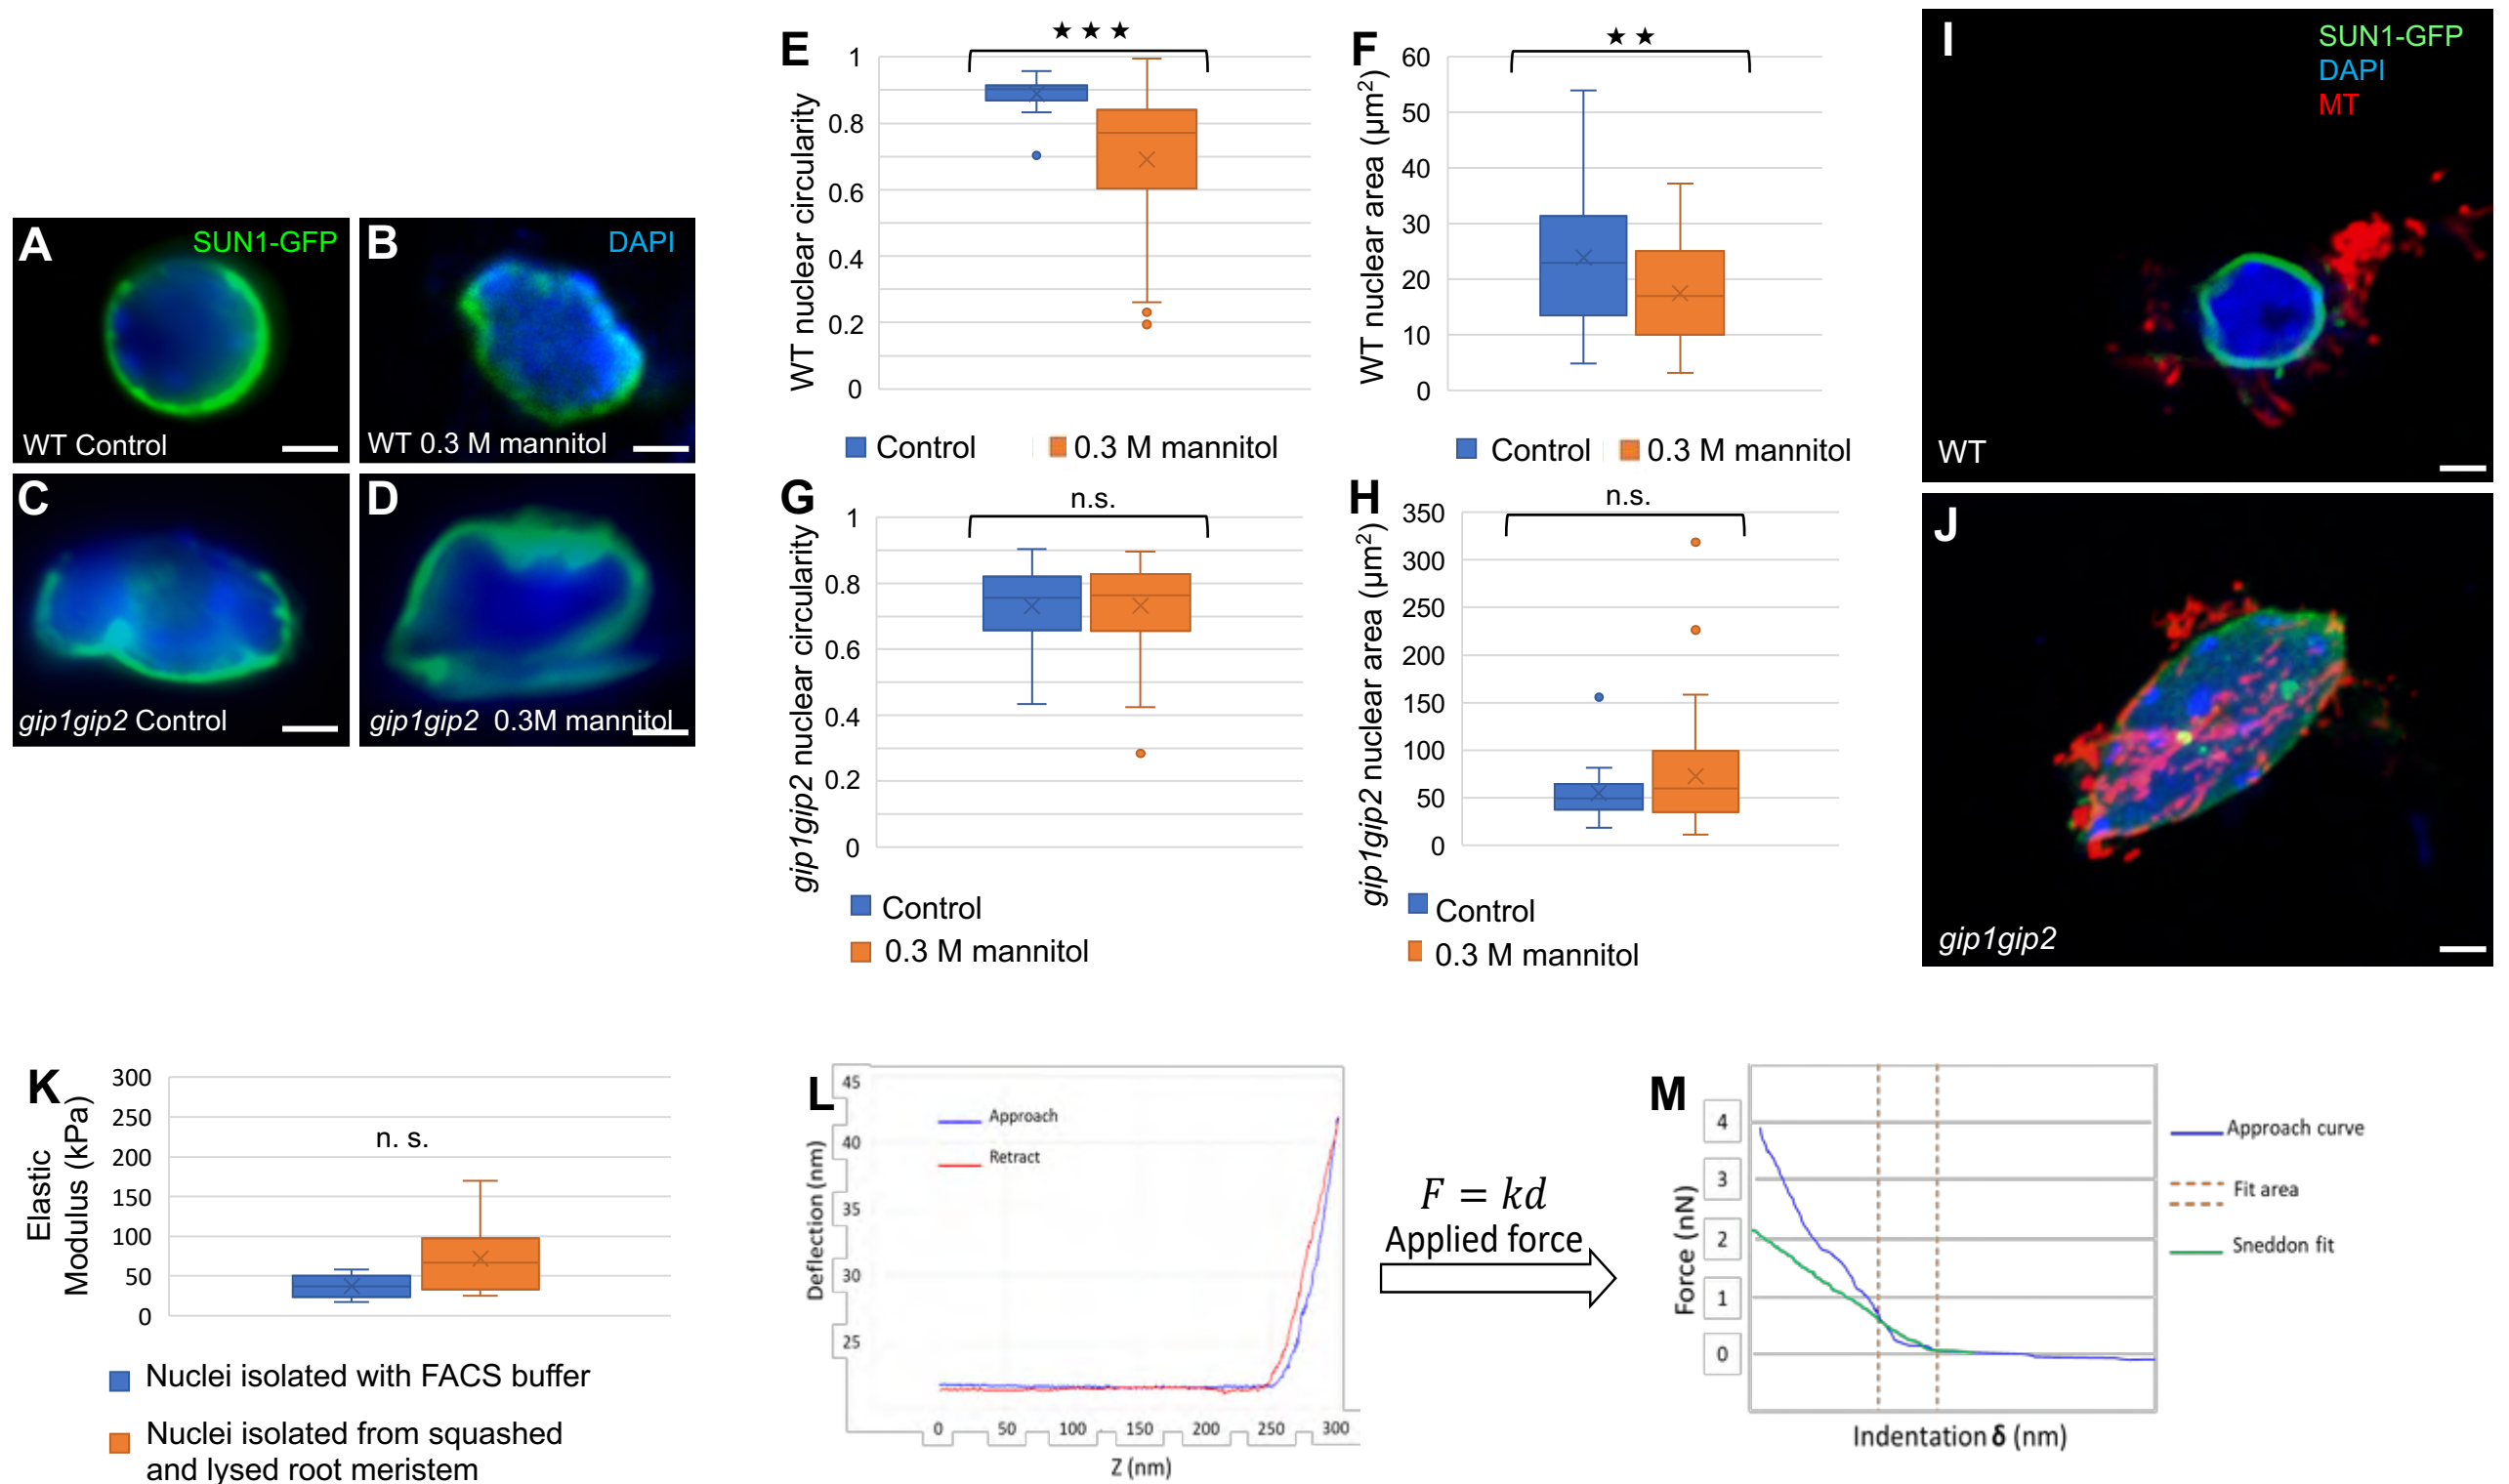 A
SUN1-GFP
WT Control
B
DAPI
WT 0.3 M mannitol
C
gip1gip2 Control
D
gip1gip2 0.3M mannitol
E
★ ★ ★
WT nuclear circularity
1
0.8
0.6
0.4
0.2
0
Control
0.3 M mannitol
F
★ ★
WT nuclear area (µm²)
60
50
40
30
20
10
0
Control
0.3 M mannitol
G
n.s.
gip1gip2 nuclear circularity
1
0.8
0.6
0.4
0.2
0
Control
0.3 M mannitol
H
n.s.
gip1gip2 nuclear area (µm²)
350
300
250
200
150
100
50
0
Control
0.3 M mannitol
I
SUN1-GFP
DAPI
MT
WT
J
gip1gip2
K
n. s.
Elastic
Modulus (kPa)
300
250
200
150
100
50
0
Nuclei isolated with FACS buffer
Nuclei isolated from squashed
and lysed root meristem
L
Deflection (nm)
45
40
35
30
25
Approach
Retract
0 50 100 150 200 250 300
Z (nm)
F = kd
Applied force
M
Force (nN)
4
3
2
1
0
Approach curve
Fit area
Sneddon fit
Indentation δ (nm)